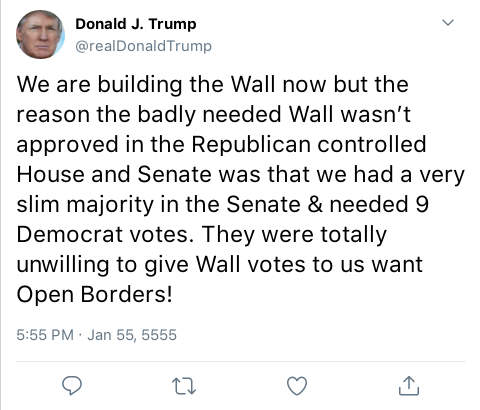 Donald J. Trump
@realDonaldTrump
We are building the Wall now but the
reason the badly needed Wall wasn’t
approved in the Republican controlled
House and Senate was that we had a very
slim majority in the Senate & needed 9
Democrat votes. They were totally
unwilling to give Wall votes to us want
Open Borders!
5:55 PM · Jan 55, 5555